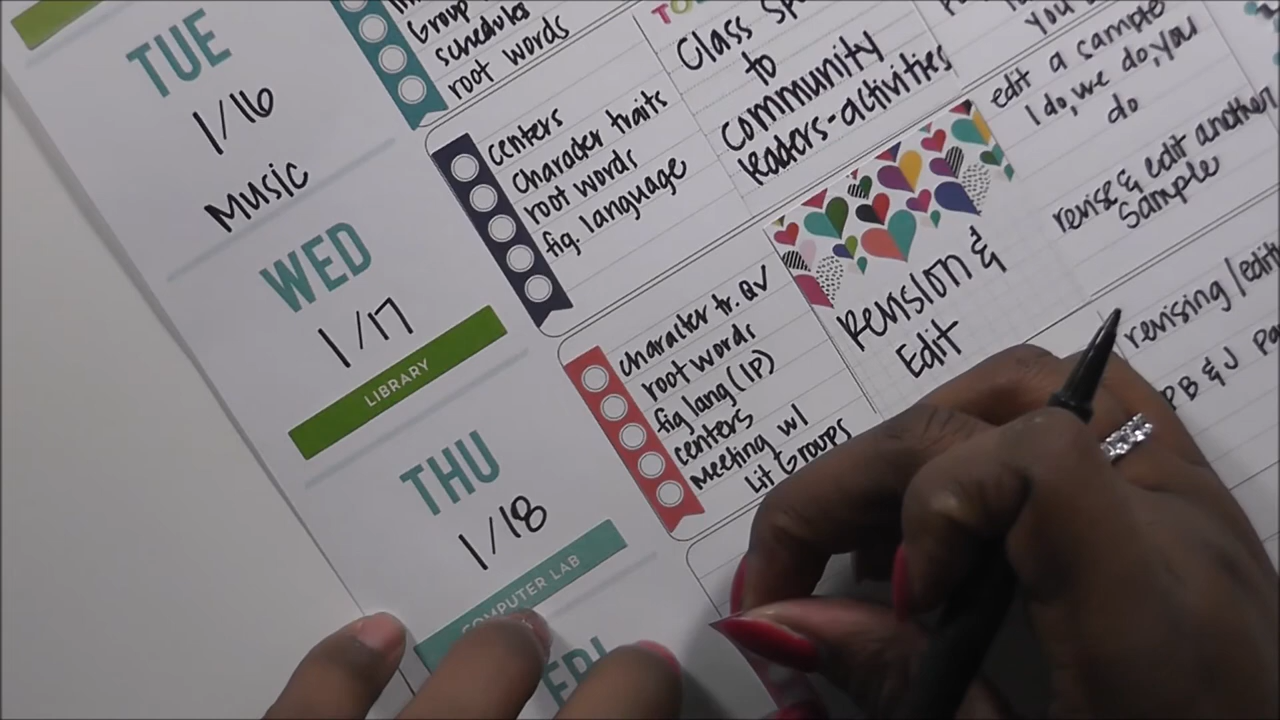 TUE
1/16
Music
Group
schedules
root words
Class
to
community
leaders-activities
you
edit a sample
I do, we do, you
do
WED
1/17
LIBRARY
centers
character traits
root words
fig. language
revise & edit another
sample
THU
1/18
COMPUTER LAB
character tr. QV
root words
fig lang (IP)
centers
Meeting w/
Lit Groups
Revision &
Edit
revising/edit
PB & J
FRI